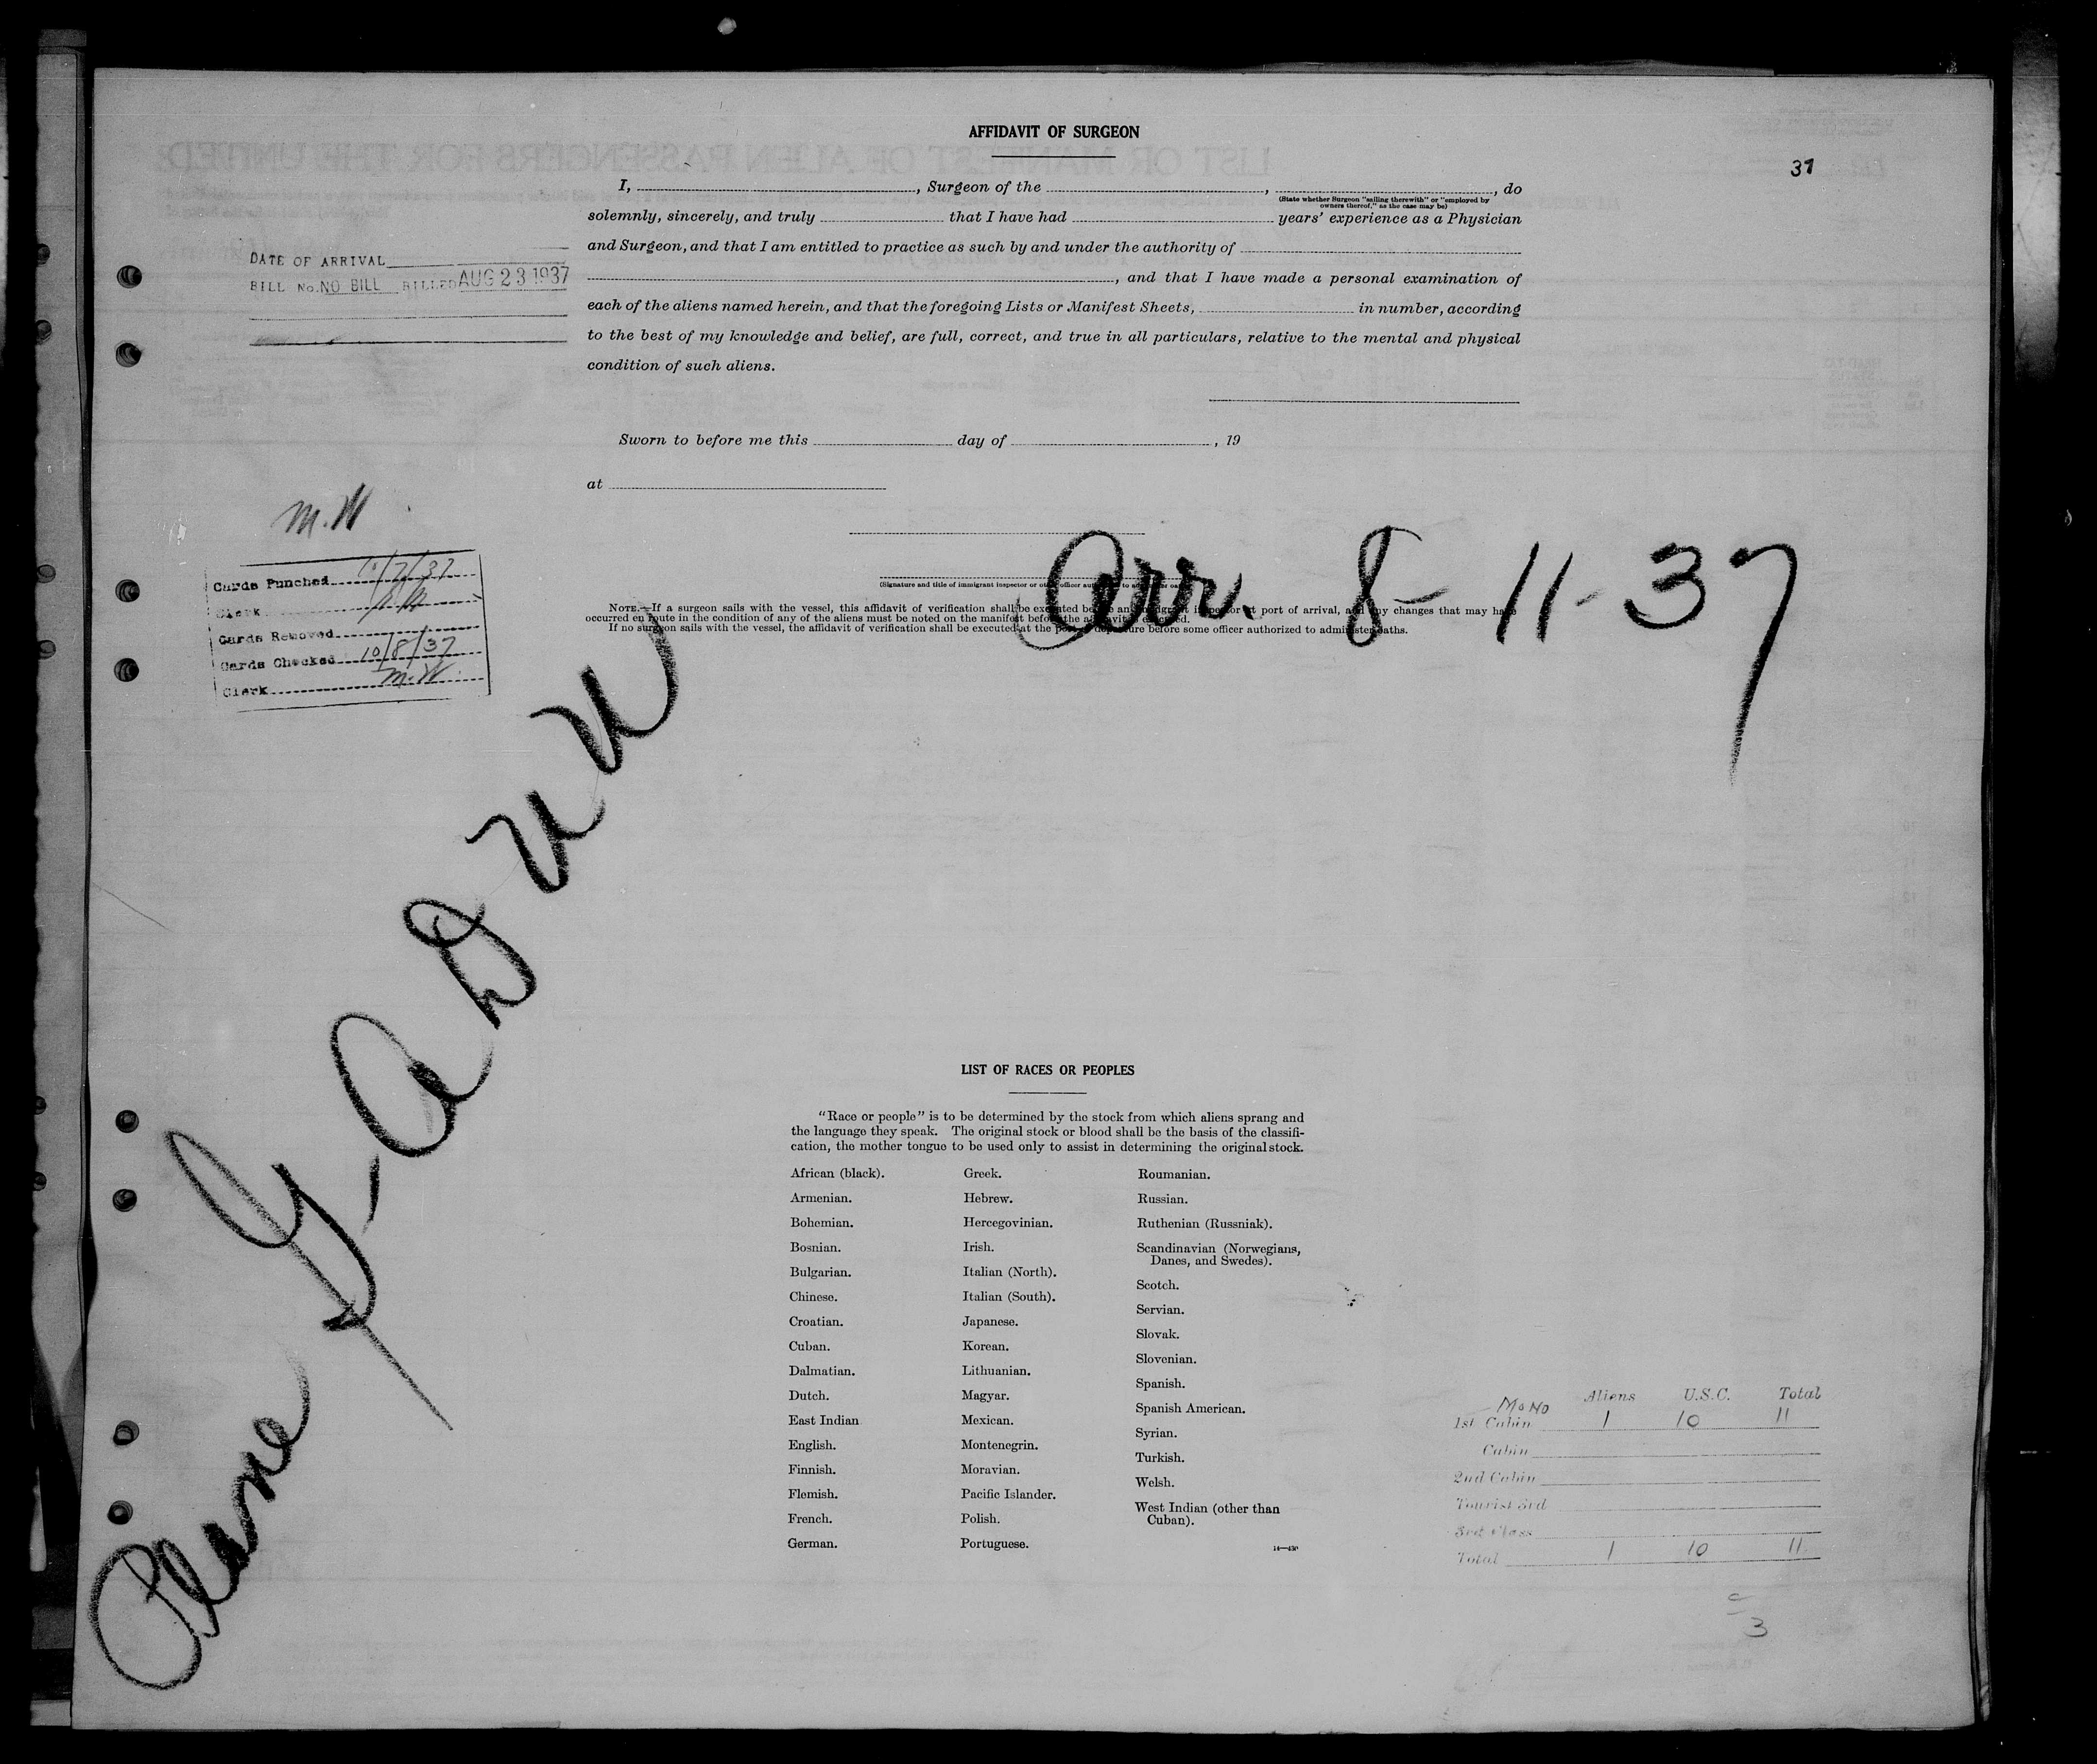 AFFIDAVIT OF SURGEON
37
I, , Surgeon of the , , do
(State whether Surgeon "sailing therewith" or "employed by
owners thereof," as the case may be)
solemnly, sincerely, and truly that I have had years' experience as a Physician
and Surgeon, and that I am entitled to practice as such by and under the authority of
, and that I have made a personal examination of
each of the aliens named herein, and that the foregoing Lists or Manifest Sheets, in number, according
to the best of my knowledge and belief, are full, correct, and true in all particulars, relative to the mental and physical
condition of such aliens.
DATE OF ARRIVAL
BILL No. NO BILL BILLED AUG 23 1937
Sworn to before me this day of , 19
at
M.W
Cards Punched /7/37
Clerk
Cards Removed
Cards Checked 10/8/37
Clerk M.W.
Arr. 8-11-37
(Signature and title of immigrant inspector or
NOTE.—If a surgeon sails with the vessel, this affidavit of verification shall be executed before an immigrant inspector at port of arrival, and any changes that may have
occurred en route in the condition of any of the aliens must be noted on the manifest before the affidavit is executed.
If no surgeon sails with the vessel, the affidavit of verification shall be executed at the port of departure before some officer authorized to administer oaths.
Plane
LIST OF RACES OR PEOPLES
"Race or people" is to be determined by the stock from which aliens sprang and
the language they speak. The original stock or blood shall be the basis of the classifi-
cation, the mother tongue to be used only to assist in determining the original stock.
African (black).
Armenian.
Bohemian.
Bosnian.
Bulgarian.
Chinese.
Croatian.
Cuban.
Dalmatian.
Dutch.
East Indian
English.
Finnish.
Flemish.
French.
German.
Greek.
Hebrew.
Hercegovinian.
Irish.
Italian (North).
Italian (South).
Japanese.
Korean.
Lithuanian.
Magyar.
Mexican.
Montenegrin.
Moravian.
Pacific Islander.
Polish.
Portuguese.
Roumanian.
Russian.
Ruthenian (Russniak).
Scandinavian (Norwegians,
Danes, and Swedes).
Scotch.
Servian.
Slovak.
Slovenian.
Spanish.
Spanish American.
Syrian.
Turkish.
Welsh.
West Indian (other than
Cuban).
Aliens U.S.C. Total
1st Cabin 1 10 11
Cabin
2nd Cabin
Tourist 3rd
3rd Class
Total 1 10 11
3